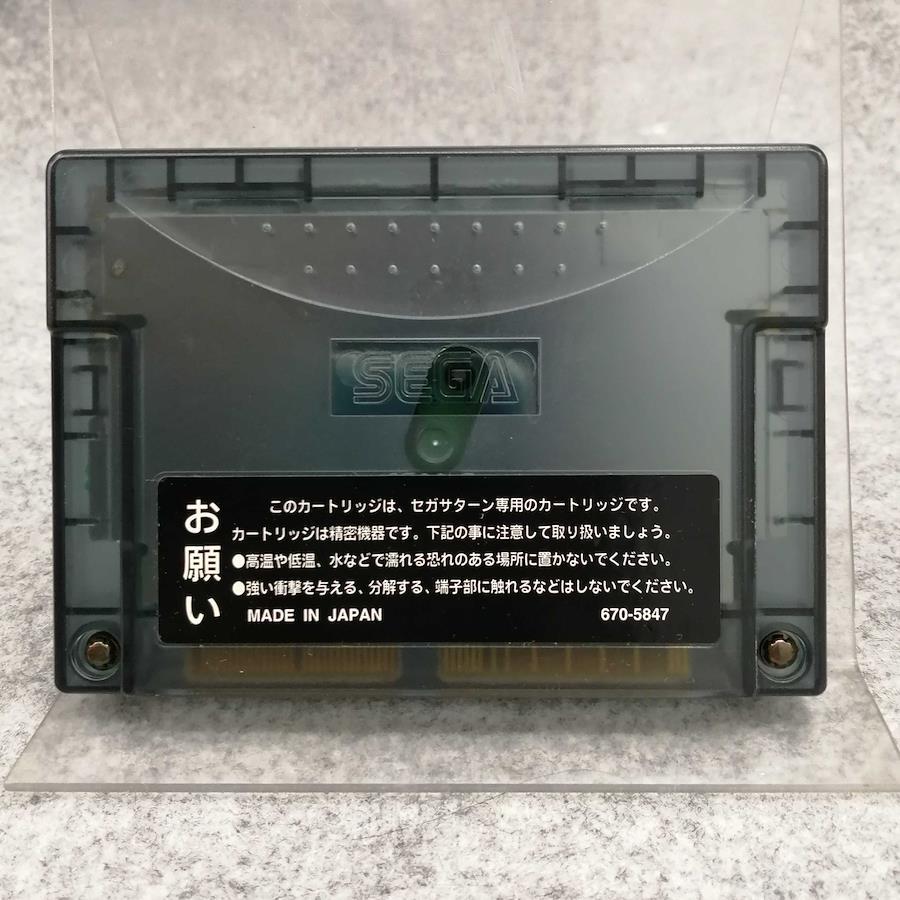 SEGA
お願い
このカートリッジは、セガサターン専用のカートリッジです。
カートリッジは精密機器です。下記の事に注意して取り扱いましょう。
●高温や低温、水などで濡れる恐れのある場所に置かないでください。
●強い衝撃を与える、分解する、端子部に触れるなどはしないでください。
MADE IN JAPAN 670-5847